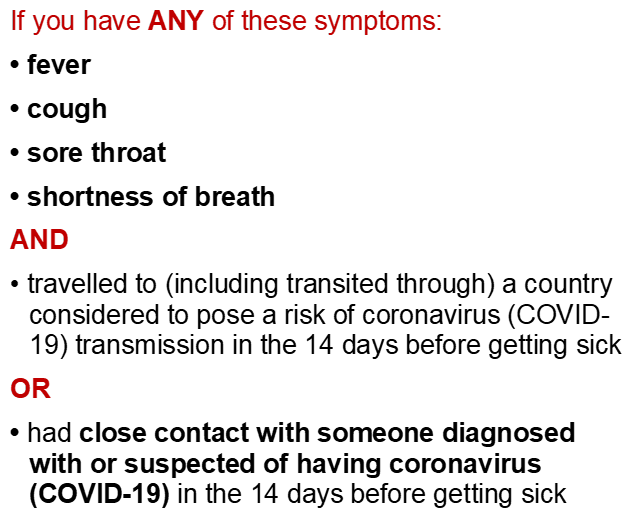 If you have ANY of these symptoms:
• fever
• cough
• sore throat
• shortness of breath
AND
• travelled to (including transited through) a country
considered to pose a risk of coronavirus (COVID-
19) transmission in the 14 days before getting sick
OR
• had close contact with someone diagnosed
with or suspected of having coronavirus
(COVID-19) in the 14 days before getting sick